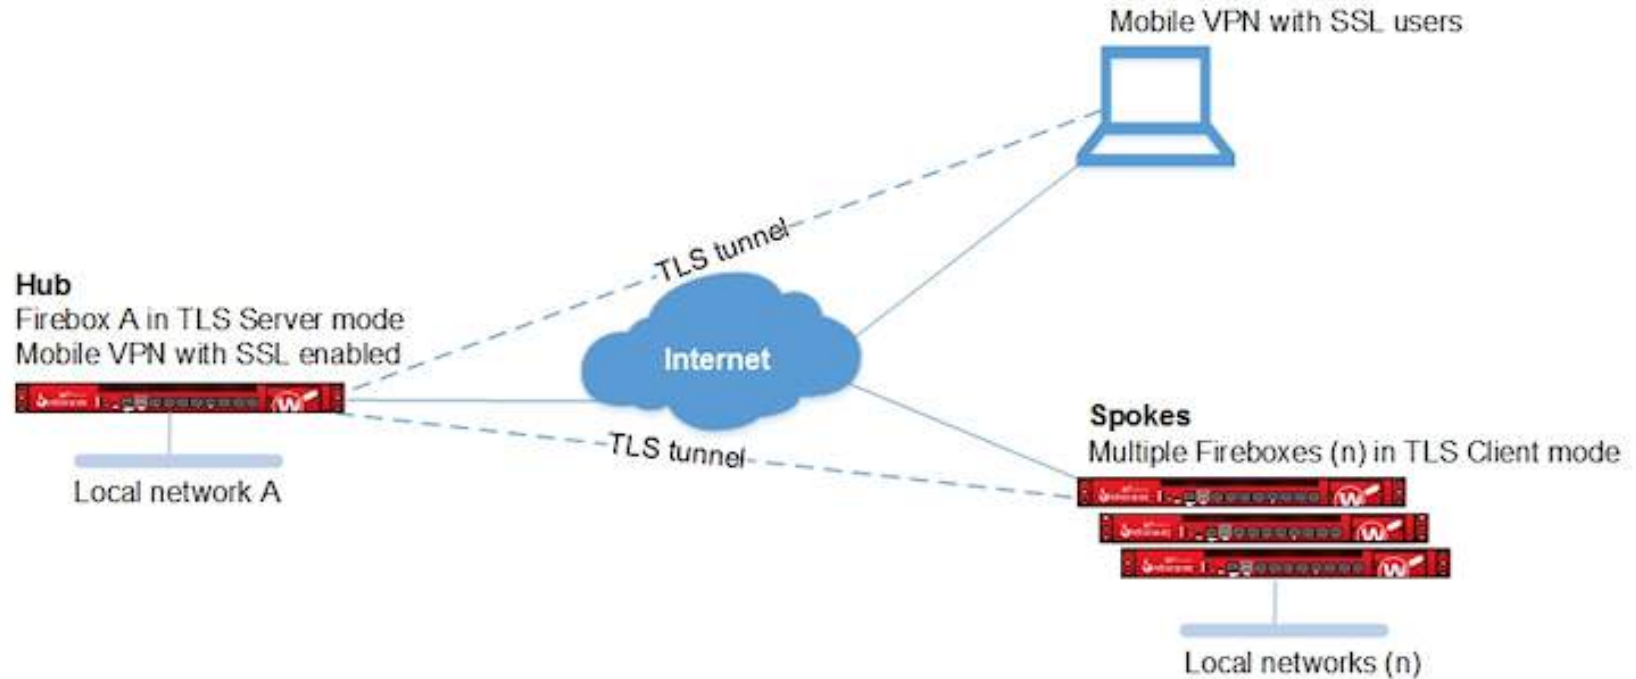 Mobile VPN with SSL users
TLS tunnel
Hub
Firebox A in TLS Server mode
Mobile VPN with SSL enabled
Internet
TLS tunnel
Local network A
Spokes
Multiple Fireboxes (n) in TLS Client mode
Local networks (n)